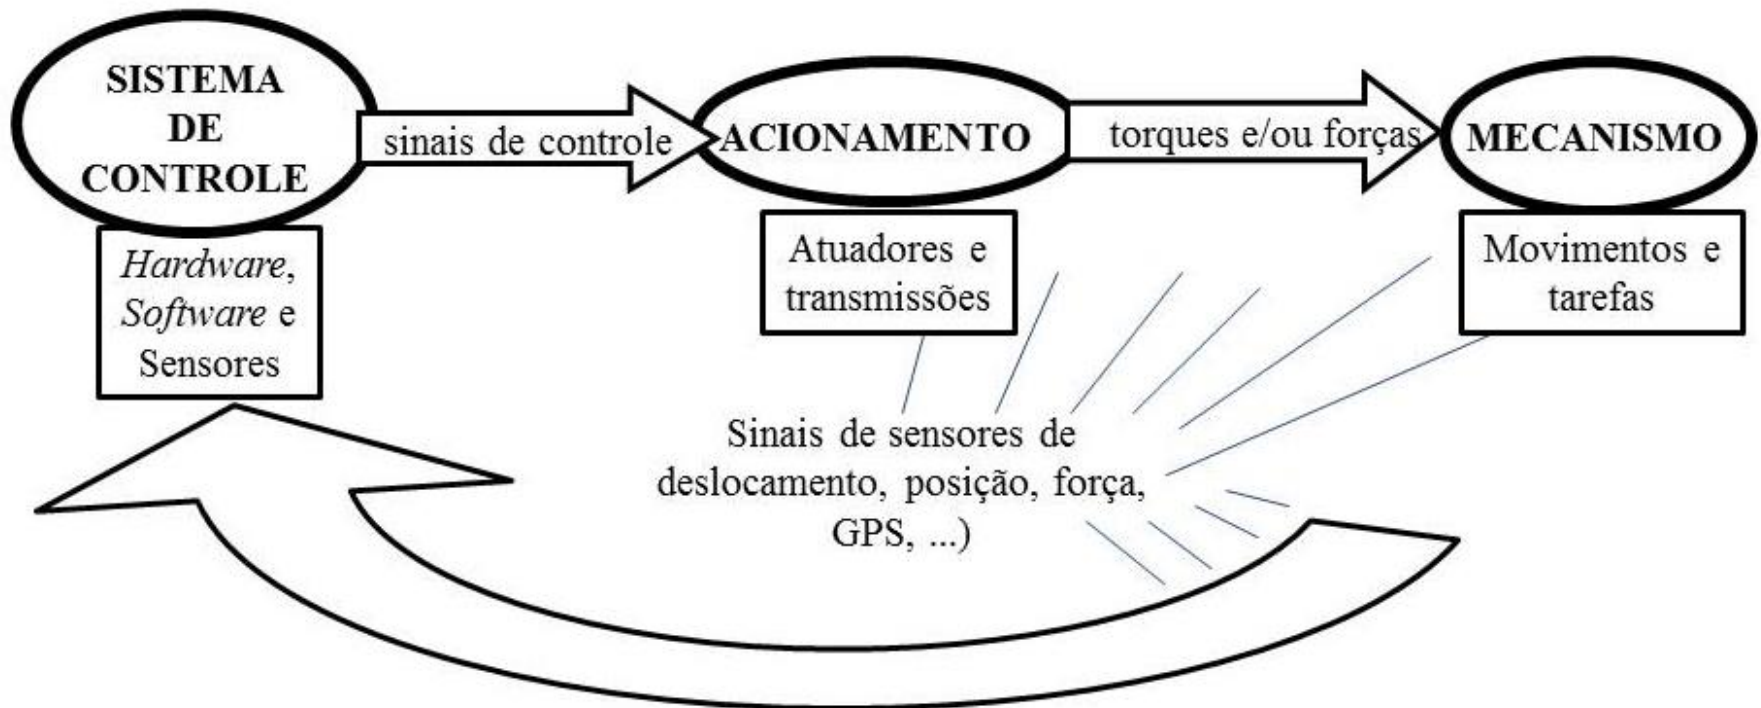 SISTEMA
DE
CONTROLE
sinais de controle
ACIONAMENTO
torques e/ou forças
MECANISMO
Hardware,
Software e
Sensores
Atuadores e
transmissões
Movimentos e
tarefas
Sinais de sensores de
deslocamento, posição, força,
GPS, ...)